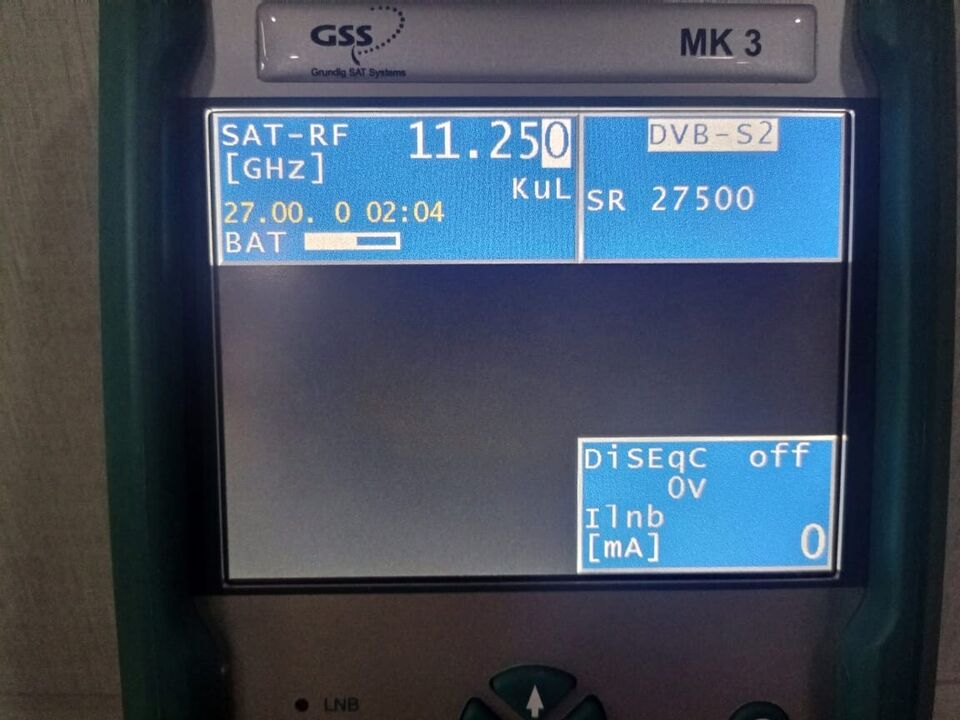 GSS
Grundig SAT Systems
MK 3
SAT-RF 11.250
[GHz]
KuL
27.00. 0 02:04
BAT
DVB-S2
SR 27500
DiSEqC off
0V
Ilnb
[mA] 0
LNB